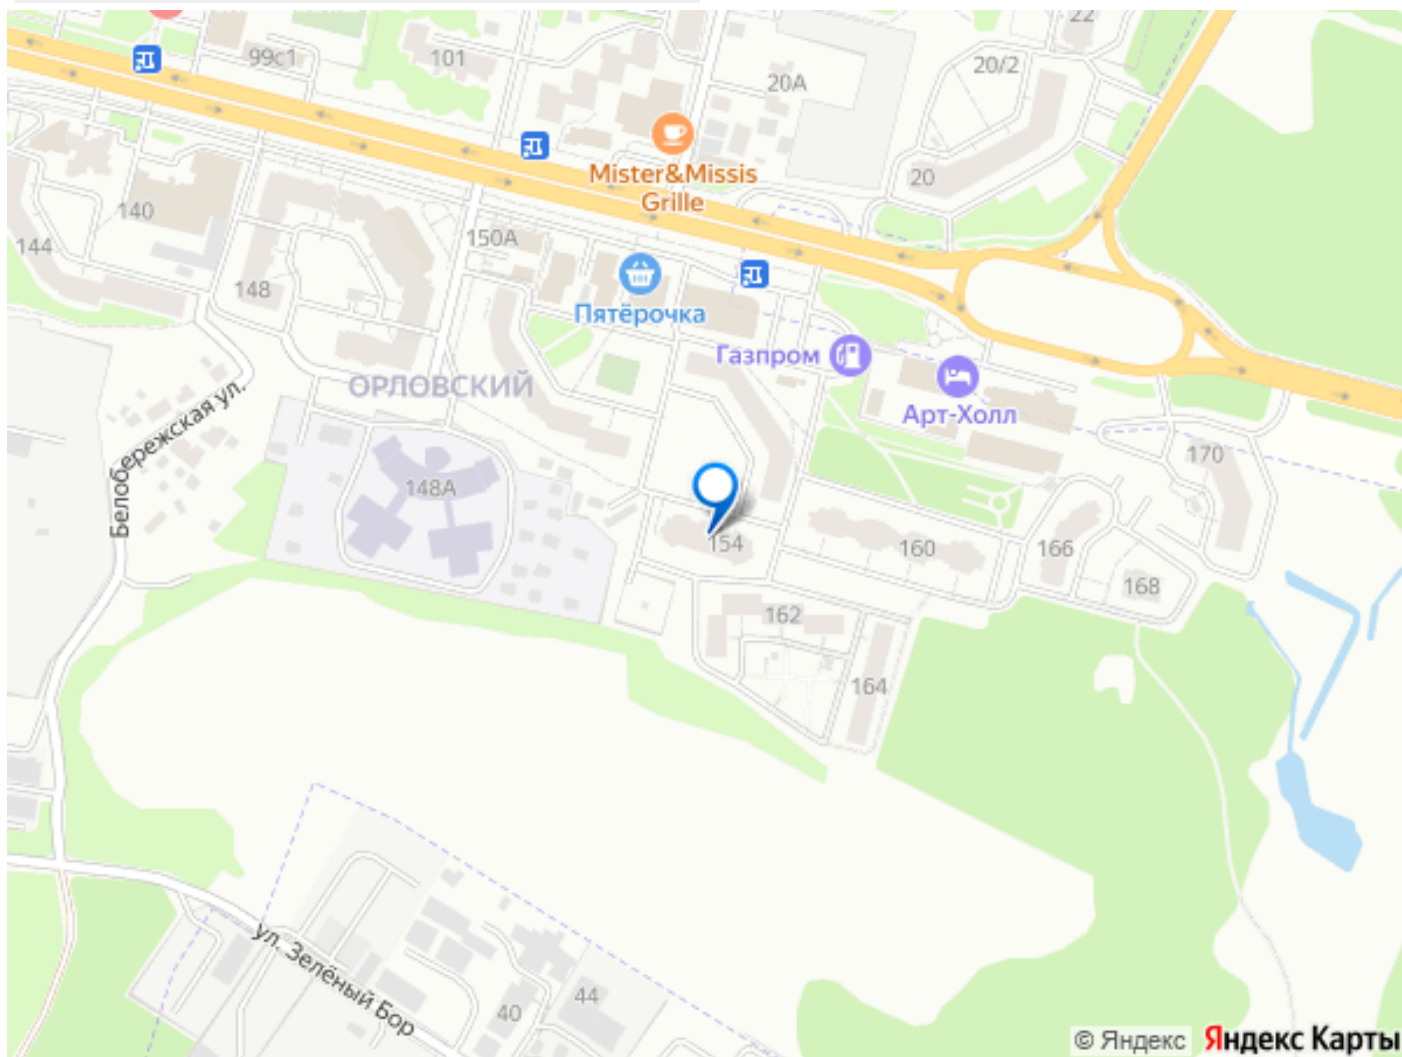 22
99с1
101
20А
20/2
Mister&Missis
Grille
20
140
144
150А
148
Пятёрочка
Газпром
ОРЛОВСКИЙ
Арт-Холл
Белобережская ул.
148А
170
154
160
166
168
162
164
ул. Зелёный Бор
44
40
© Яндекс Яндекс Карты